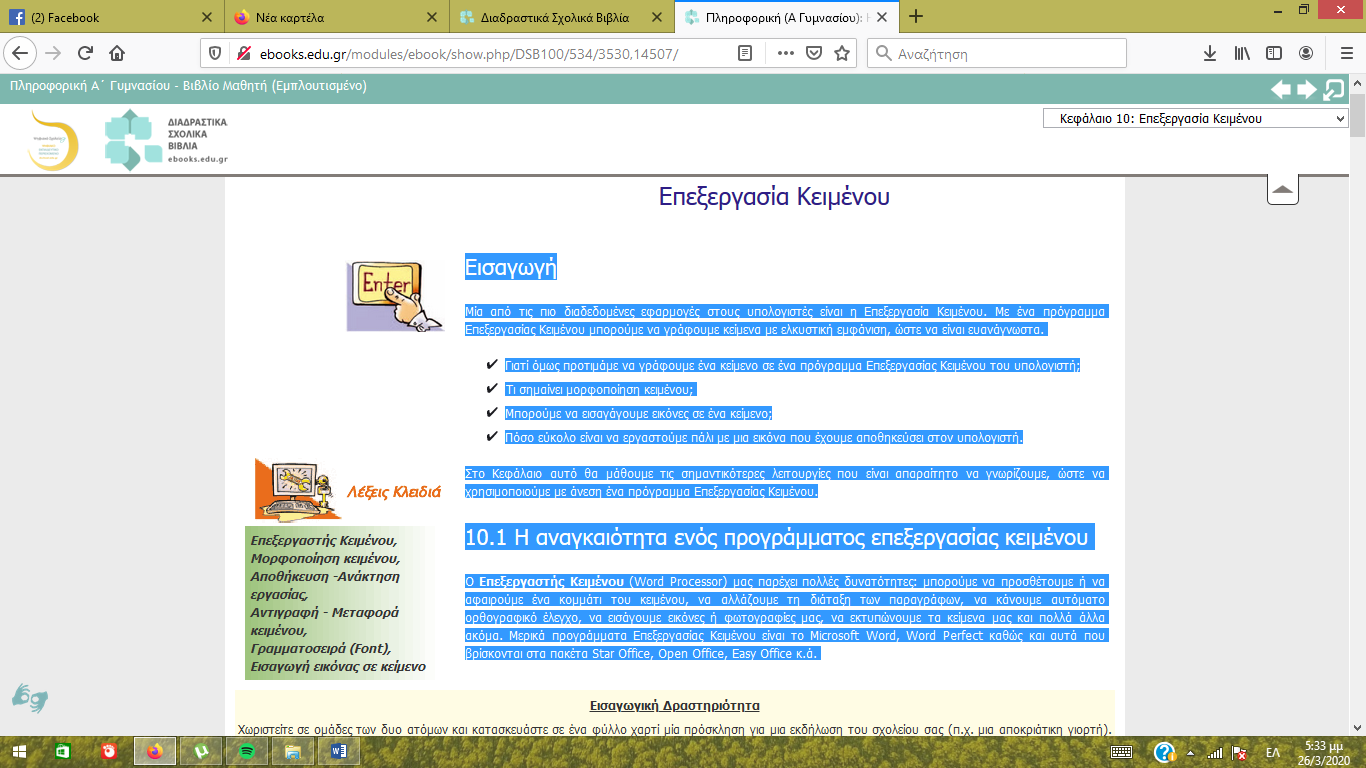 (2) Facebook
Νέα καρτέλα
Διαδραστικά Σχολικά Βιβλία
Πληροφορική (Α Γυμνασίου):
ebooks.edu.gr/modules/ebook/show.php/DSB100/534/3530,14507/
Αναζήτηση
Πληροφορική Α΄ Γυμνασίου - Βιβλίο Μαθητή (Εμπλουτισμένο)
ΔΙΑΔΡΑΣΤΙΚΑ
ΣΧΟΛΙΚΑ
ΒΙΒΛΙΑ
ebooks.edu.gr
Κεφάλαιο 10: Επεξεργασία Κειμένου
Επεξεργασία Κειμένου
Enter
Εισαγωγή
Μία από τις πιο διαδεδομένες εφαρμογές στους υπολογιστές είναι η Επεξεργασία Κειμένου. Με ένα πρόγραμμα
Επεξεργασίας Κειμένου μπορούμε να γράφουμε κείμενα με ελκυστική εμφάνιση, ώστε να είναι ευανάγνωστα.
✔ Γιατί όμως προτιμάμε να γράφουμε ένα κείμενο σε ένα πρόγραμμα Επεξεργασίας Κειμένου του υπολογιστή;
✔ Τι σημαίνει μορφοποίηση κειμένου;
✔ Μπορούμε να εισαγάγουμε εικόνες σε ένα κείμενο;
✔ Πόσο εύκολο είναι να εργαστούμε πάλι με μια εικόνα που έχουμε αποθηκεύσει στον υπολογιστή.
Στο Κεφάλαιο αυτό θα μάθουμε τις σημαντικότερες λειτουργίες που είναι απαραίτητο να γνωρίζουμε, ώστε να
χρησιμοποιούμε με άνεση ένα πρόγραμμα Επεξεργασίας Κειμένου.
Λέξεις Κλειδιά
Επεξεργαστής Κειμένου,
Μορφοποίηση κειμένου,
Αποθήκευση -Ανάκτηση
εργασίας,
Αντιγραφή - Μεταφορά
κειμένου,
Γραμματοσειρά (Font),
Εισαγωγή εικόνας σε κείμενο
10.1 Η αναγκαιότητα ενός προγράμματος επεξεργασίας κειμένου
Ο Επεξεργαστής Κειμένου (Word Processor) μας παρέχει πολλές δυνατότητες: μπορούμε να προσθέτουμε ή να
αφαιρούμε ένα κομμάτι του κειμένου, να αλλάζουμε τη διάταξη των παραγράφων, να κάνουμε αυτόματο
ορθογραφικό έλεγχο, να εισάγουμε εικόνες ή φωτογραφίες μας, να εκτυπώνουμε τα κείμενα μας και πολλά άλλα
ακόμα. Μερικά προγράμματα Επεξεργασίας Κειμένου είναι το Microsoft Word, Word Perfect καθώς και αυτά που
βρίσκονται στα πακέτα Star Office, Open Office, Easy Office κ.ά.
Εισαγωγική Δραστηριότητα
Χωριστείτε σε ομάδες των δυο ατόμων και κατασκευάστε σε ένα φύλλο χαρτί μία πρόσκληση για μια εκδήλωση του σχολείου σας (π.χ. μια αποκριάτικη γιορτή).
ΕΛ
5:33 μμ
26/3/2020